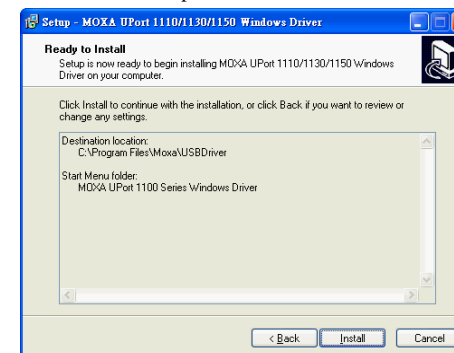 Setup - MOXA UPort 1110/1130/1150 Windows Driver
Ready to Install
Setup is now ready to begin installing MOXA UPort 1110/1130/1150 Windows
Driver on your computer.
Click Install to continue with the installation, or click Back if you want to review or
change any settings.
Destination location:
C:\Program Files\Moxa\USBDriver
Start Menu folder:
MOXA UPort 1100 Series Windows Driver
< Back
Install
Cancel